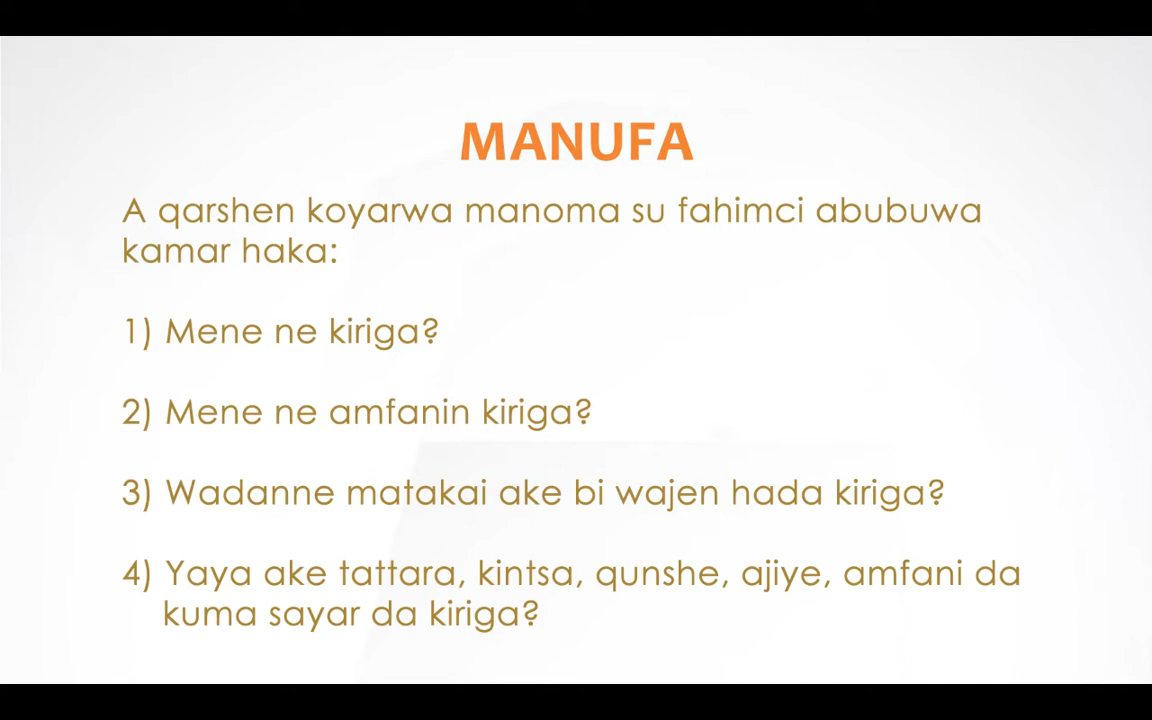 MANUFA
A qarshen koyarwa manoma su fahimci abubuwa
kamar haka:
1) Mene ne kiriga?
2) Mene ne amfanin kiriga?
3) Wadanne matakai ake bi wajen hada kiriga?
4) Yaya ake tattara, kintsa, qunshe, ajiye, amfani da
kuma sayar da kiriga?